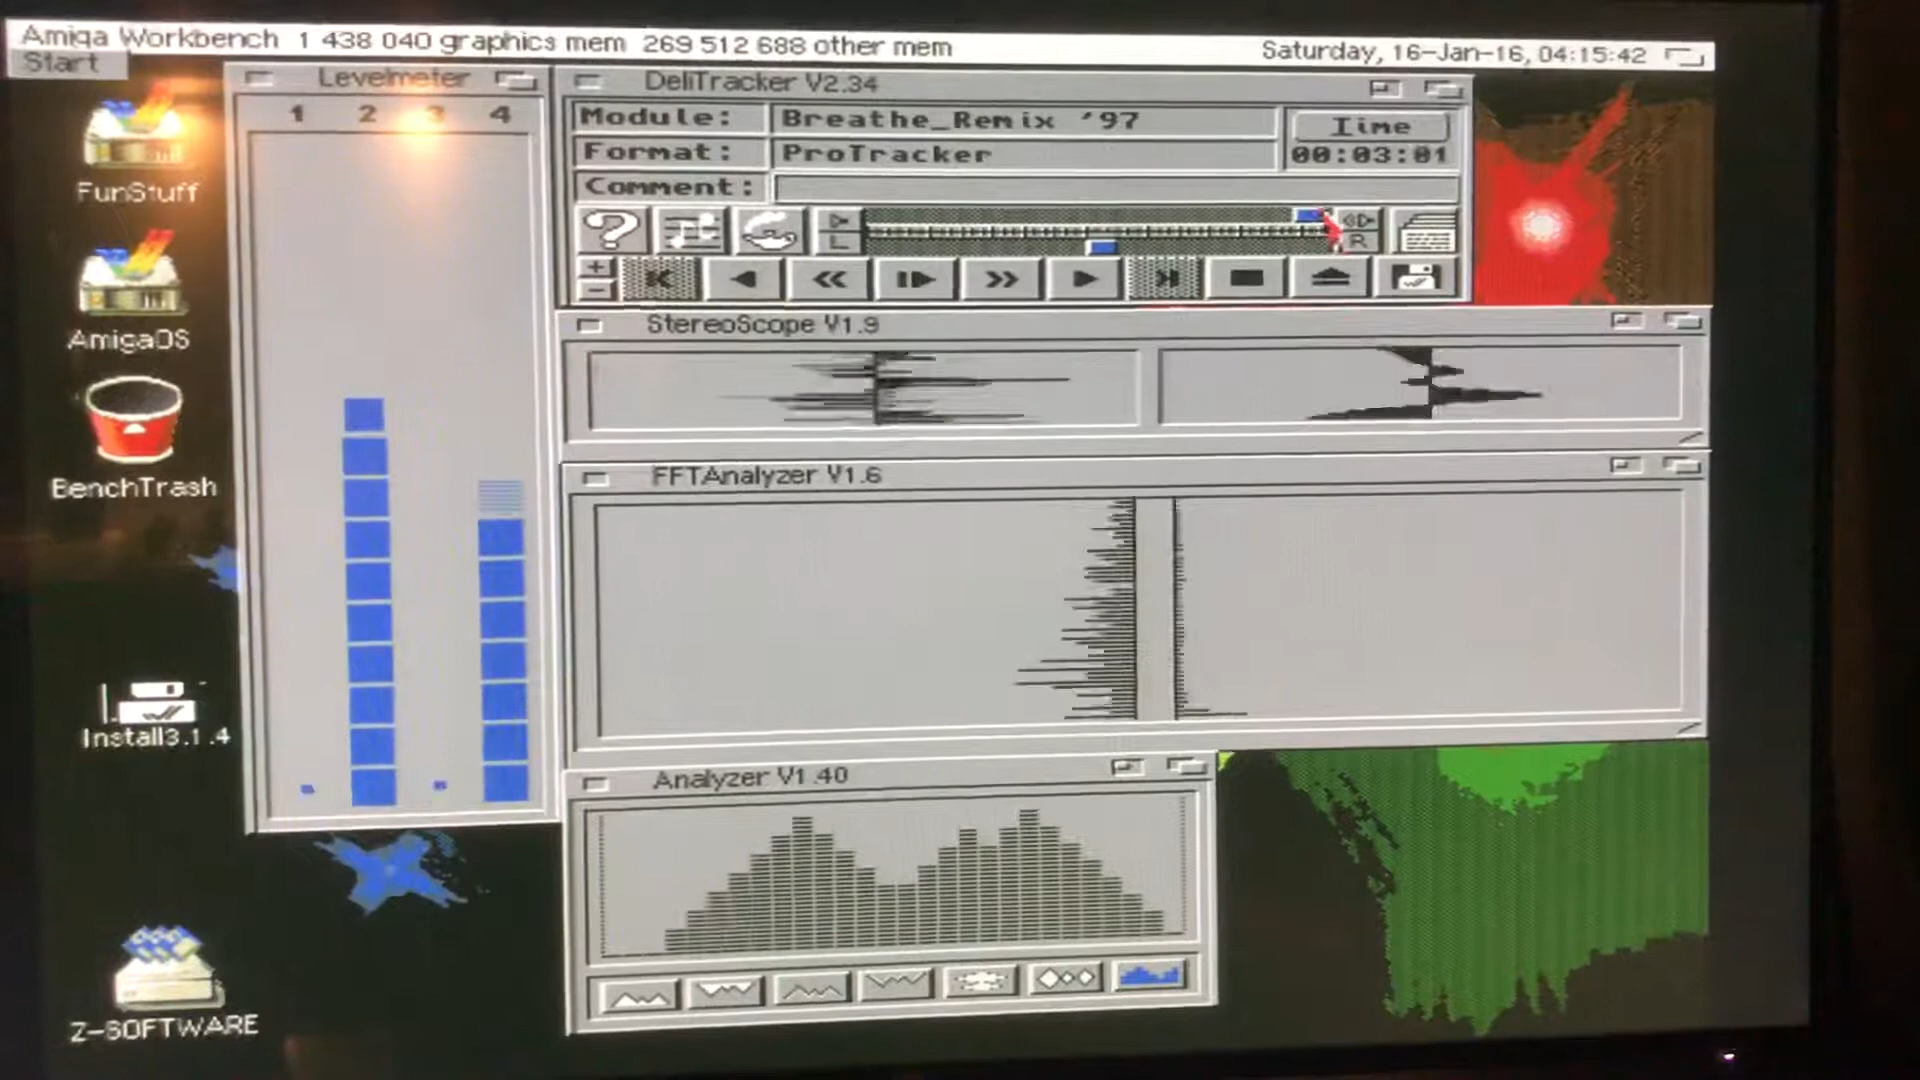 Amiga Workbench 1 438 040 graphics mem 269 512 688 other mem
Saturday, 16-Jan-16, 04:15:42
Start
Levelmeter
1 2 3 4
DeliTracker V2.34
Module: Breathe_Remix '97
Time
Format: ProTracker
00:03:01
Comment:
?
L
R
+
-
StereoScope V1.9
FFTAnalyzer V1.6
Analyzer V1.40
FunStuff
AmigaOS
BenchTrash
Install3.1.4
Z-SOFTWARE